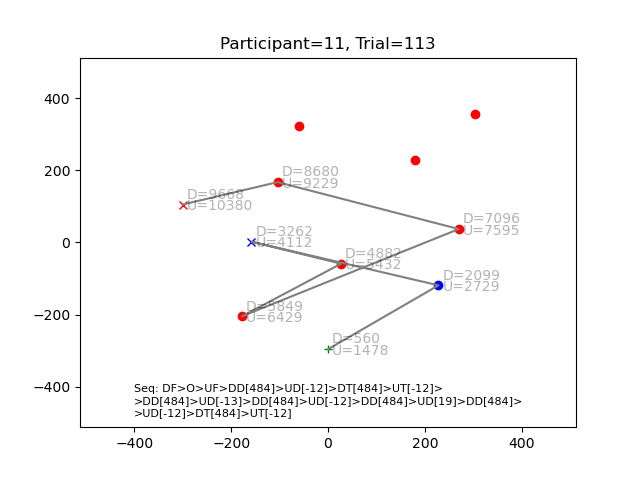 Participant=11, Trial=113
400
200
0
−200
−400
D=9668
U=10380
D=8680
U=9229
D=7096
U=7595
D=3262
U=4112
D=4882
U=5432
D=2099
U=2729
D=5849
U=6429
D=560
U=1478
Seq: DF>O>UF>DD[484]>UD[-12]>DT[484]>UT[-12]>
>DD[484]>UD[-13]>DD[484]>UD[-12]>DD[484]>UD[19]>DD[484]>
>UD[-12]>DT[484]>UT[-12]
−400 −200 0 200 400